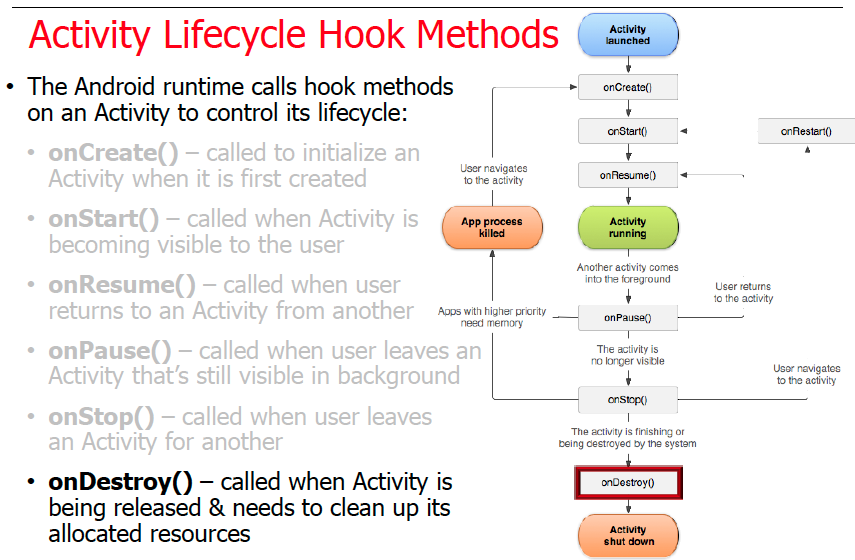 Activity Lifecycle Hook Methods
• The Android runtime calls hook methods
on an Activity to control its lifecycle:
• onCreate() – called to initialize an
Activity when it is first created
• onStart() – called when Activity is
becoming visible to the user
• onResume() – called when user
returns to an Activity from another
• onPause() – called when user leaves an
Activity that's still visible in background
• onStop() – called when user leaves
an Activity for another
• onDestroy() – called when Activity is
being released & needs to clean up its
allocated resources
Activity
launched
onCreate()
onStart()
onRestart()
User navigates
to the activity
onResume()
App process
killed
Activity
running
Another activity comes
into the foreground
User returns
to the activity
Apps with higher priority
need memory
onPause()
The activity is
no longer visible
User navigates
to the activity
onStop()
The activity is finishing or
being destroyed by the system
onDestroy()
Activity
shut down